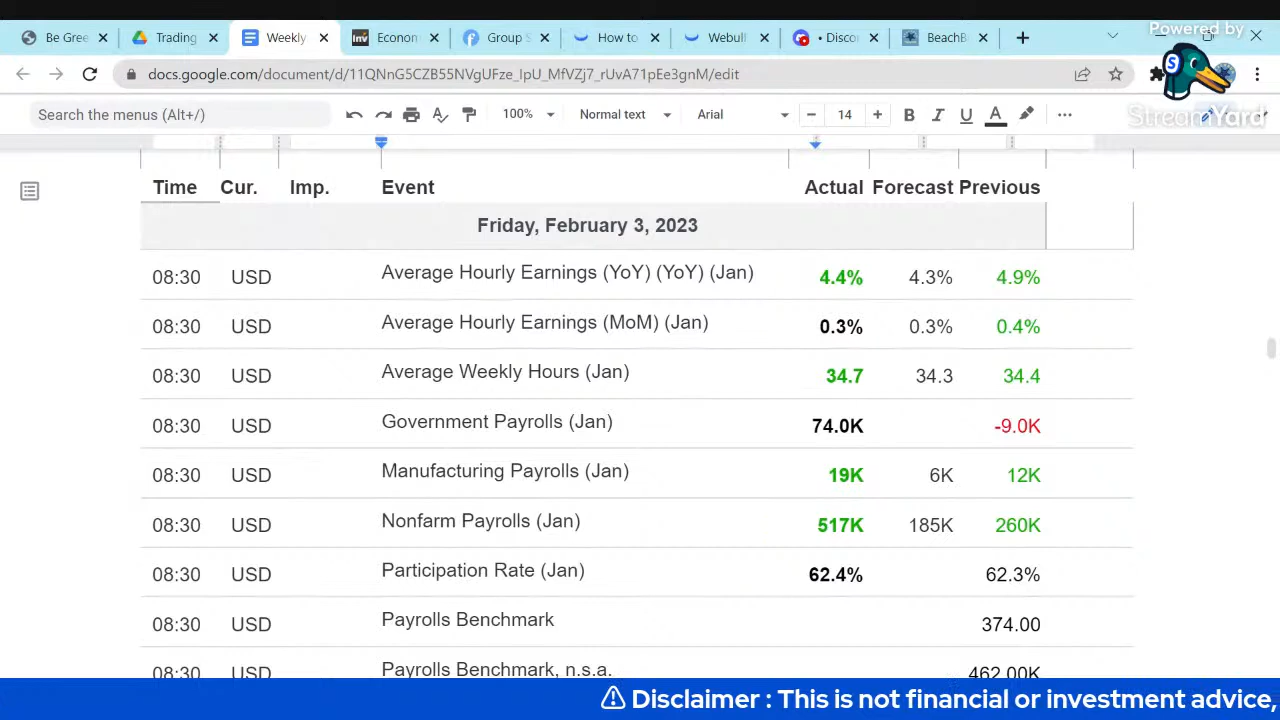 Powered by
Be Gree
Trading
Weekly
Econom
Group S
How to
Webull
• Discor
BeachB
docs.google.com/document/d/11QNnG5CZB55NVgUFze_IpU_MfVZj7_rUvA71pEe3gnM/edit
StreamYard
Search the menus (Alt+/)
100%
Normal text
Arial
14
B I U A
Time Cur. Imp. Event Actual Forecast Previous
Friday, February 3, 2023
08:30 USD Average Hourly Earnings (YoY) (YoY) (Jan) 4.4% 4.3% 4.9%
08:30 USD Average Hourly Earnings (MoM) (Jan) 0.3% 0.3% 0.4%
08:30 USD Average Weekly Hours (Jan) 34.7 34.3 34.4
08:30 USD Government Payrolls (Jan) 74.0K -9.0K
08:30 USD Manufacturing Payrolls (Jan) 19K 6K 12K
08:30 USD Nonfarm Payrolls (Jan) 517K 185K 260K
08:30 USD Participation Rate (Jan) 62.4% 62.3%
08:30 USD Payrolls Benchmark 374.00
08:30 USD Payrolls Benchmark, n.s.a. 462.00K
Disclaimer : This is not financial or investment advice,